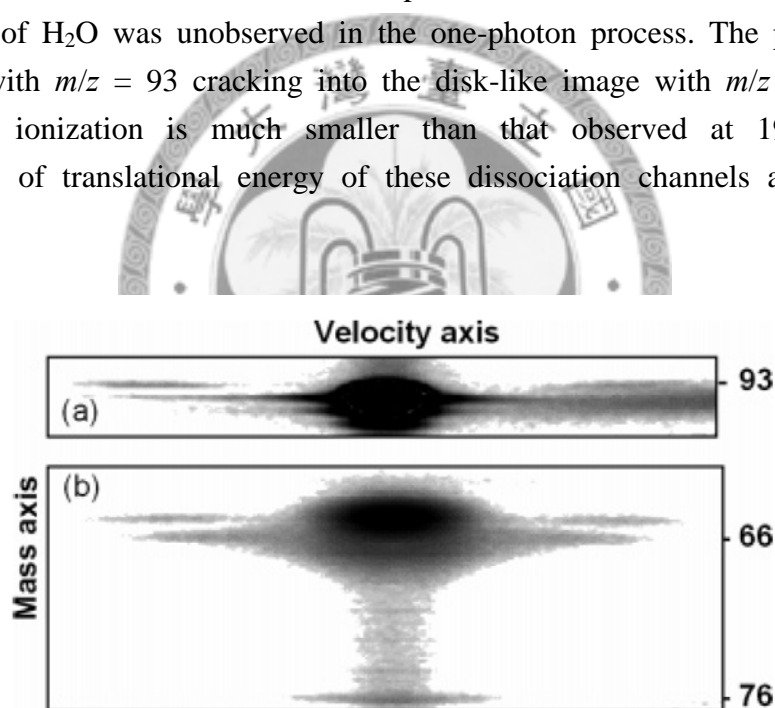 of H₂O was unobserved in the one-photon process. The p
with m/z = 93 cracking into the disk-like image with m/z
ionization is much smaller than that observed at 19
of translational energy of these dissociation channels a
Velocity axis
(a)
- 93
(b)
Mass axis
- 66
- 76